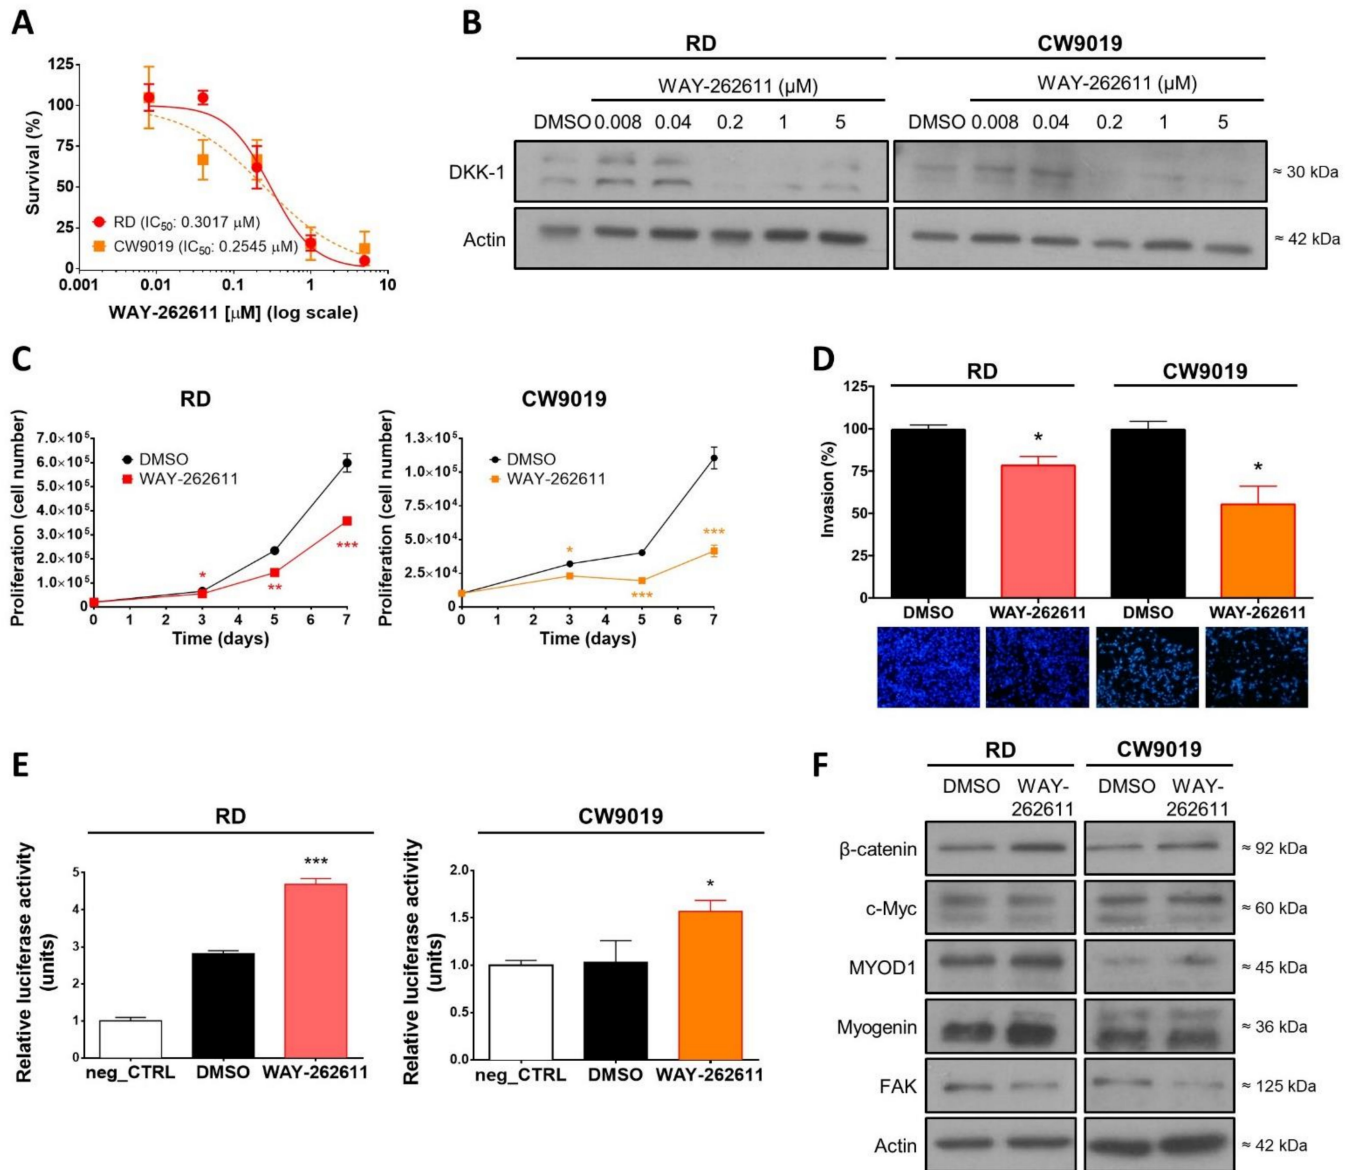 A
125
100
75
50
25
0
Survival (%)
RD (IC50: 0.3017 μM)
CW9019 (IC50: 0.2545 μM)
0.001 0.01 0.1 1 10
WAY-262611 [μM] (log scale)
B
RD CW9019
WAY-262611 (μM) WAY-262611 (μM)
DMSO 0.008 0.04 0.2 1 5 DMSO 0.008 0.04 0.2 1 5
DKK-1 ≈ 30 kDa
Actin ≈ 42 kDa
C
RD
Proliferation (cell number)
7.0×10⁵
6.0×10⁵
5.0×10⁵
4.0×10⁵
3.0×10⁵
2.0×10⁵
1.0×10⁵
0
DMSO
WAY-262611
*
**
***
0 1 2 3 4 5 6 7
Time (days)
CW9019
Proliferation (cell number)
1.3×10⁵
1.0×10⁵
7.5×10⁴
5.0×10⁴
2.5×10⁴
0
DMSO
WAY-262611
*
***
***
0 1 2 3 4 5 6 7
Time (days)
D
RD CW9019
Invasion (%)
125
100
75
50
25
0
*
*
DMSO WAY-262611 DMSO WAY-262611
E
RD
Relative luciferase activity
(units)
5
4
3
2
1
0
***
neg_CTRL DMSO WAY-262611
CW9019
Relative luciferase activity
(units)
2.0
1.5
1.0
0.5
0.0
*
neg_CTRL DMSO WAY-262611
F
RD CW9019
DMSO WAY- DMSO WAY-
262611 262611
β-catenin ≈ 92 kDa
c-Myc ≈ 60 kDa
MYOD1 ≈ 45 kDa
Myogenin ≈ 36 kDa
FAK ≈ 125 kDa
Actin ≈ 42 kDa